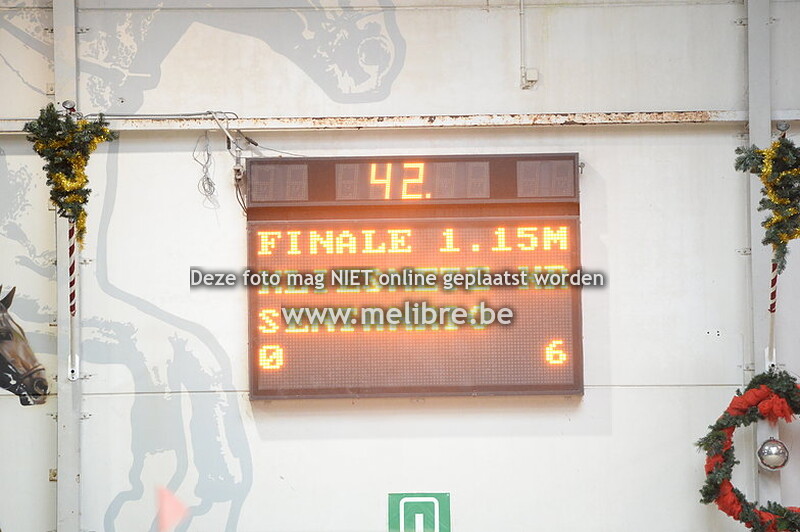 42.
FINALE 1.15M
Deze foto mag NIET online geplaatst worden
www.melibre.be
0 6